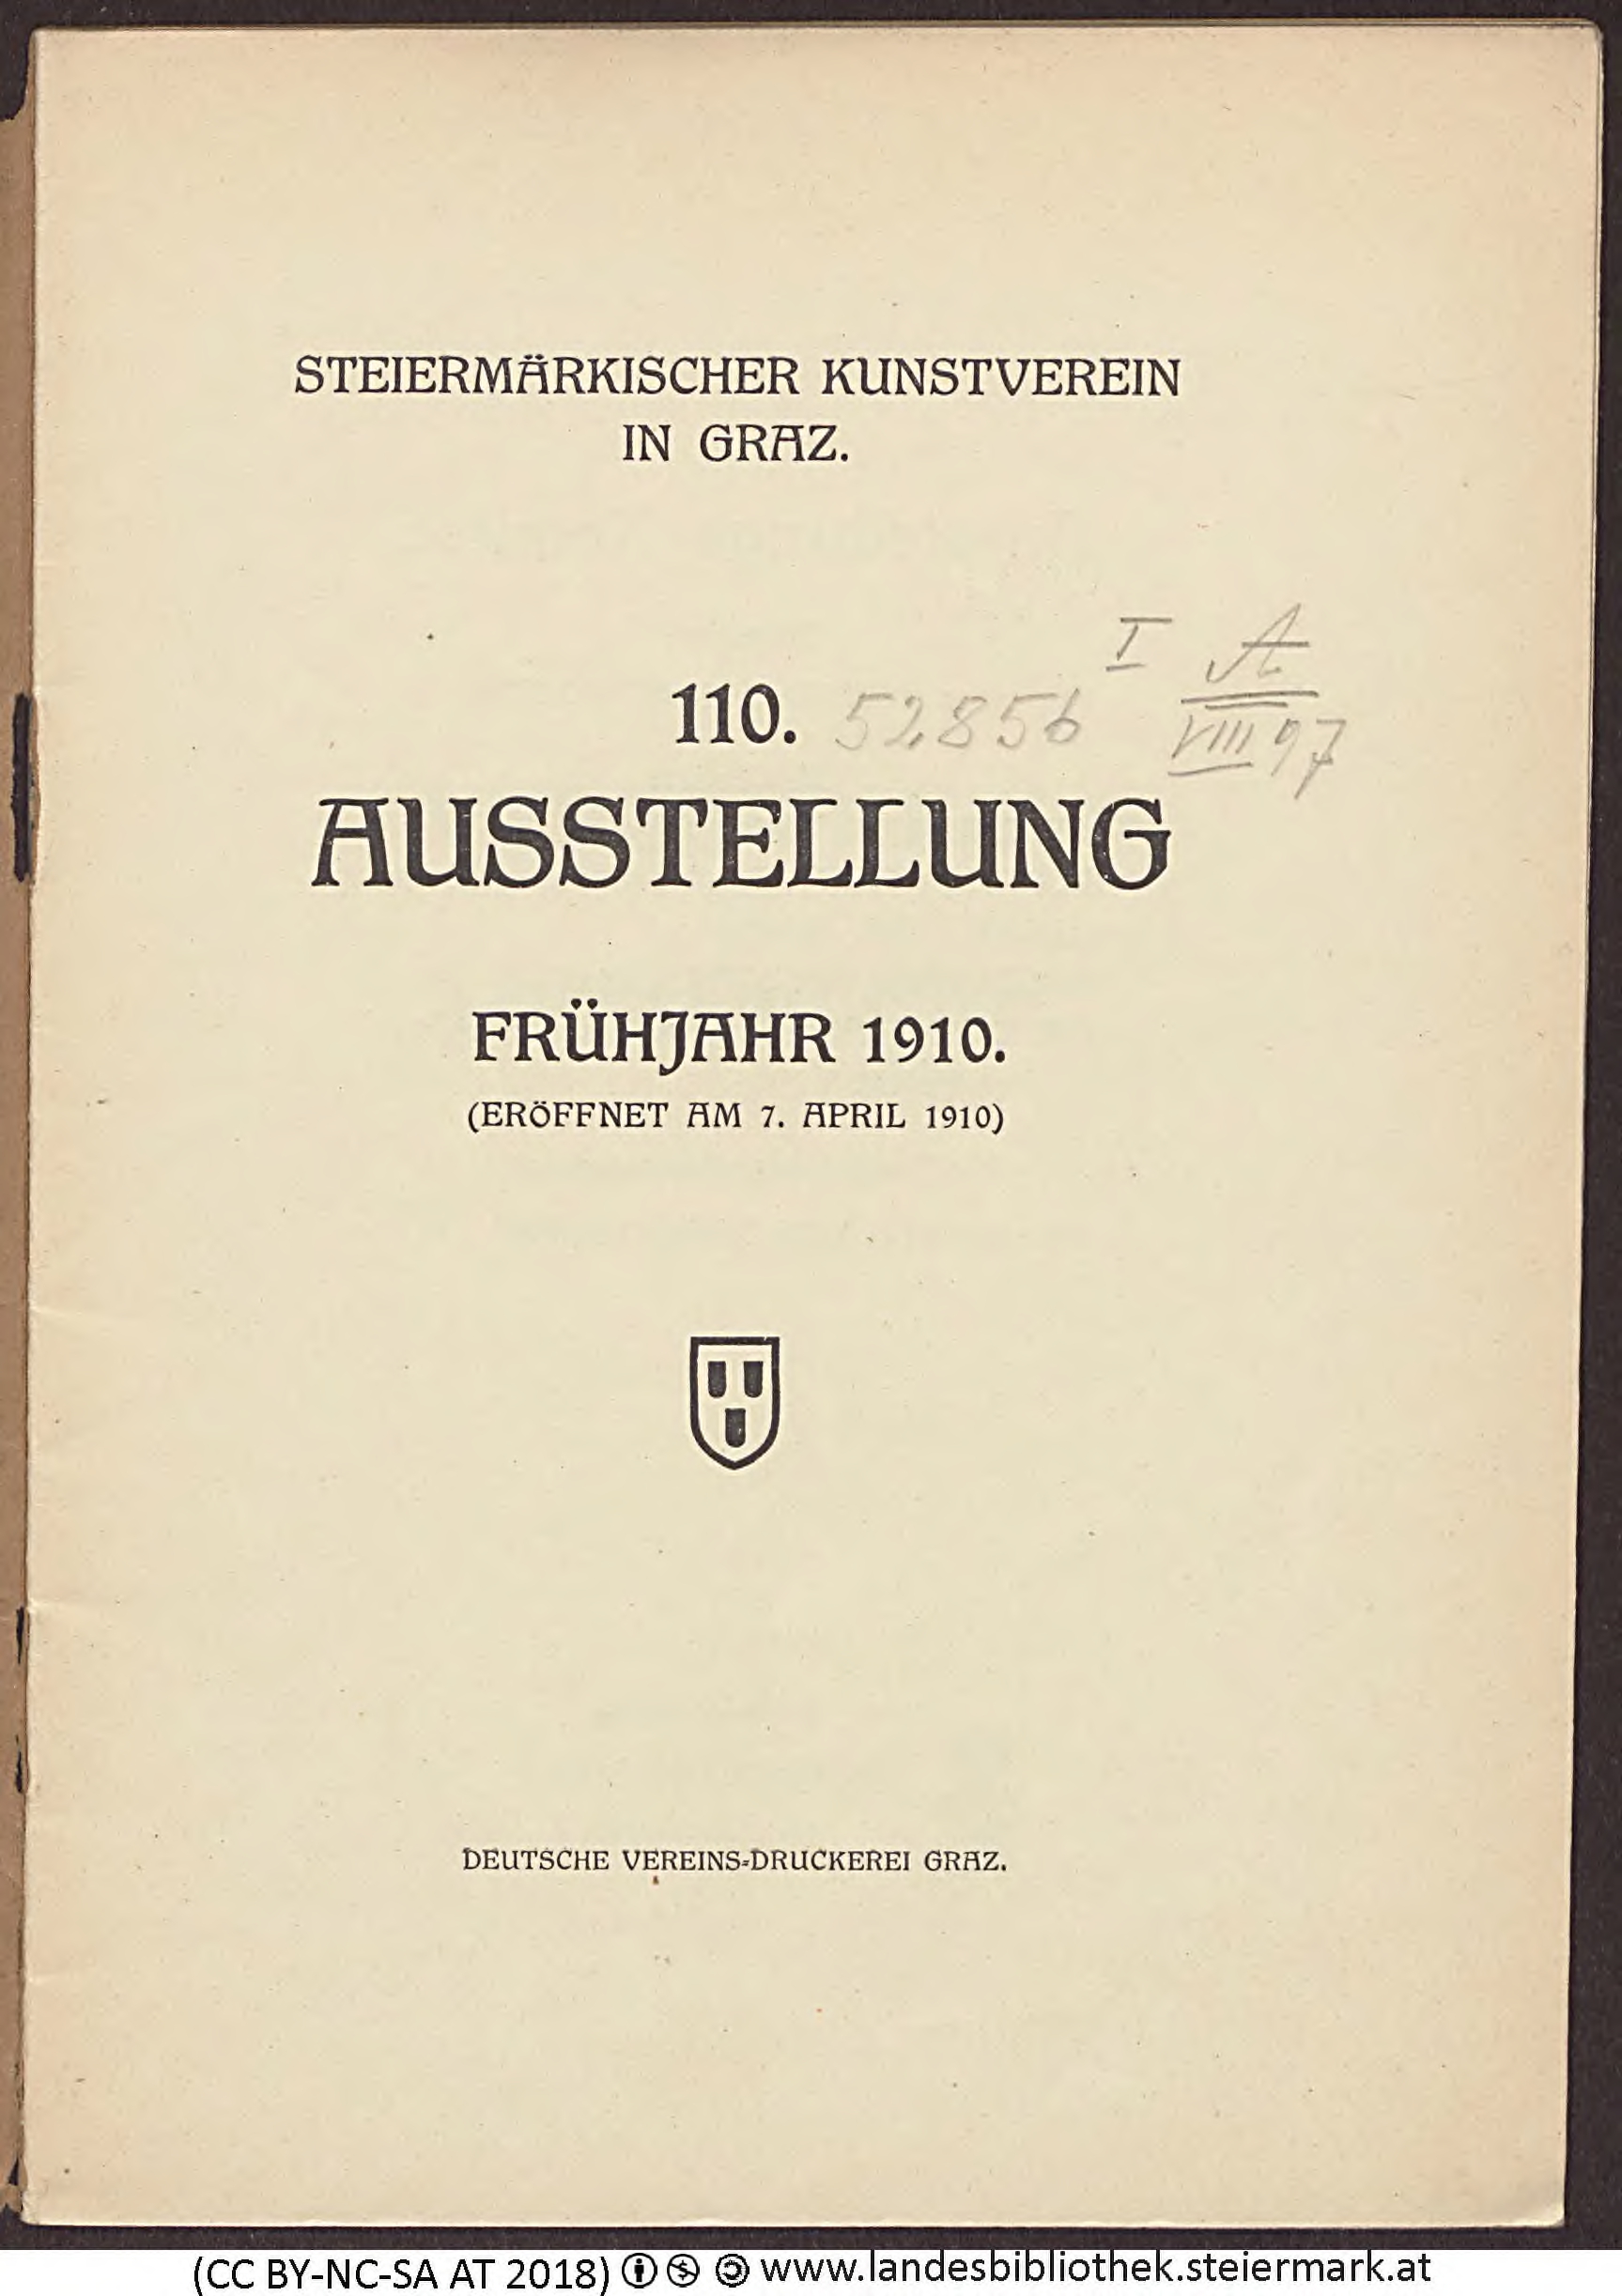 STEIERMÄRKISCHER KUNSTVEREIN
IN GRAZ.
I A
110. 52856 VIII 97
AUSSTELLUNG
FRÜHJAHR 1910.
(ERÖFFNET AM 7. APRIL 1910)
DEUTSCHE VEREINS-DRUCKEREI GRAZ.
(CC BY-NC-SA AT 2018) www.landesbibliothek.steiermark.at